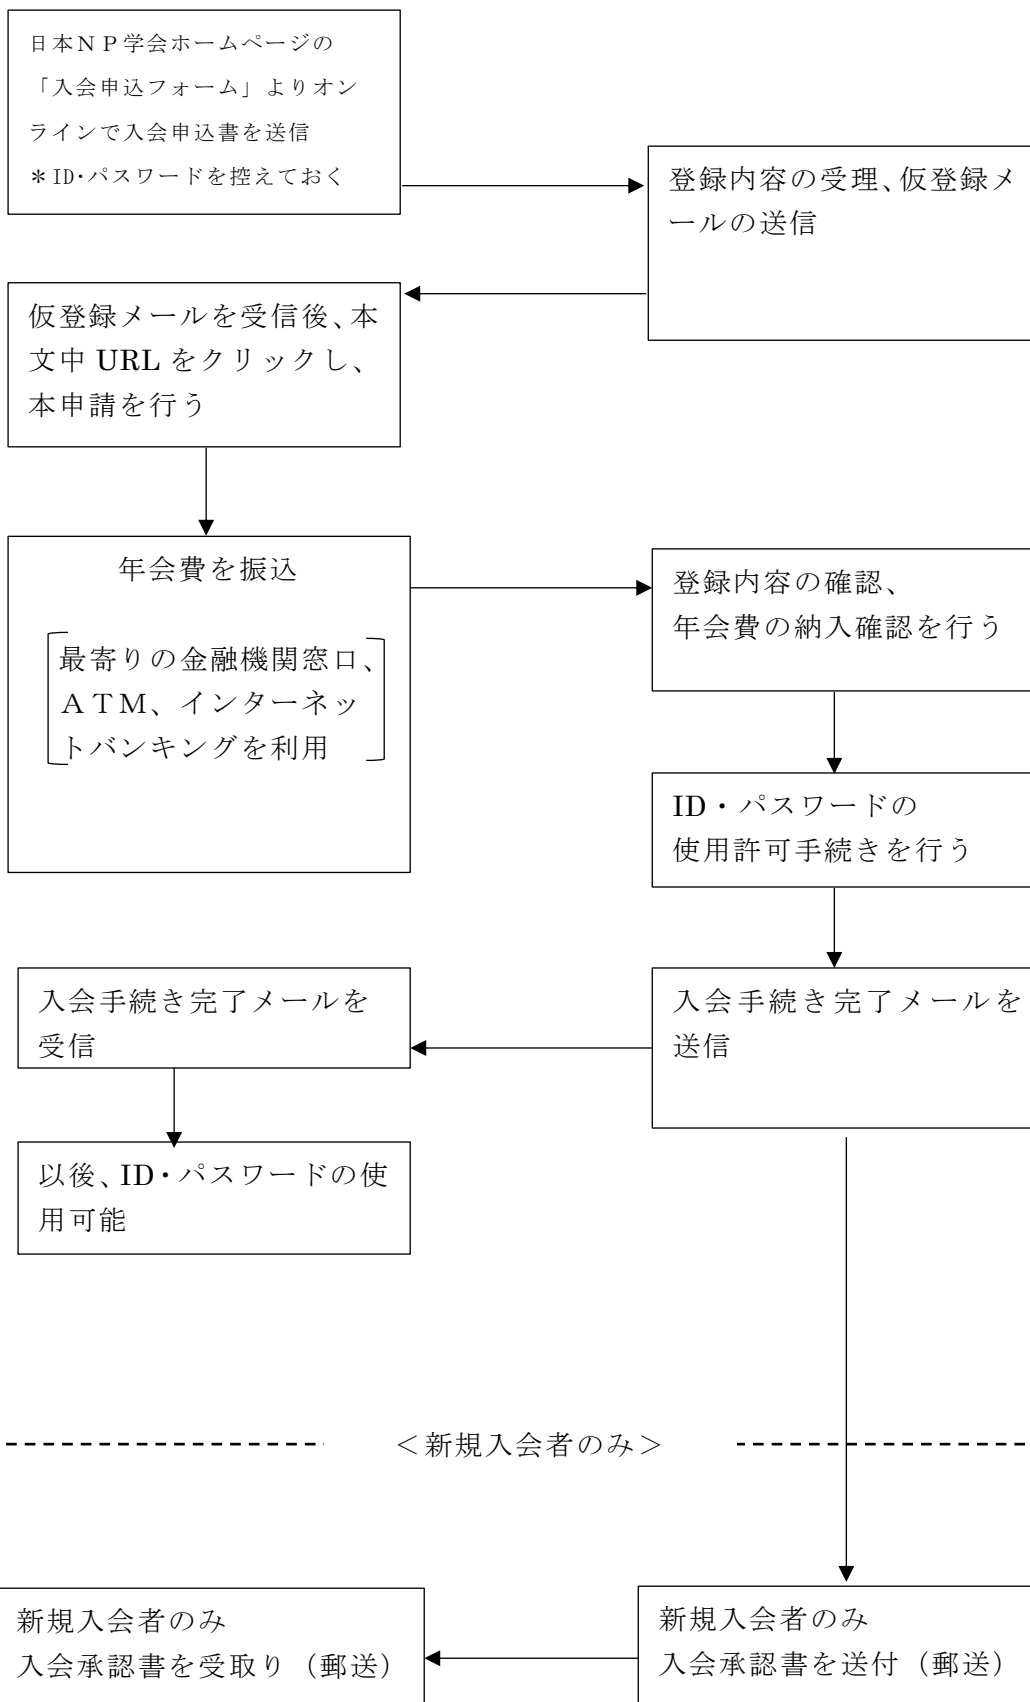 日本ＮＰ学会ホームページの
「入会申込フォーム」よりオン
ラインで入会申込書を送信
＊ID・パスワードを控えておく
登録内容の受理、仮登録メ
ールの送信
仮登録メールを受信後、本
文中 URL をクリックし、
本申請を行う
年会費を振込
最寄りの金融機関窓口、
ＡＴＭ、インターネッ
トバンキングを利用
登録内容の確認、
年会費の納入確認を行う
ID・パスワードの
使用許可手続きを行う
入会手続き完了メールを
送信
入会手続き完了メールを
受信
以後、ID・パスワードの使
用可能
＜新規入会者のみ＞
新規入会者のみ
入会承認書を送付（郵送）
新規入会者のみ
入会承認書を受取り（郵送）